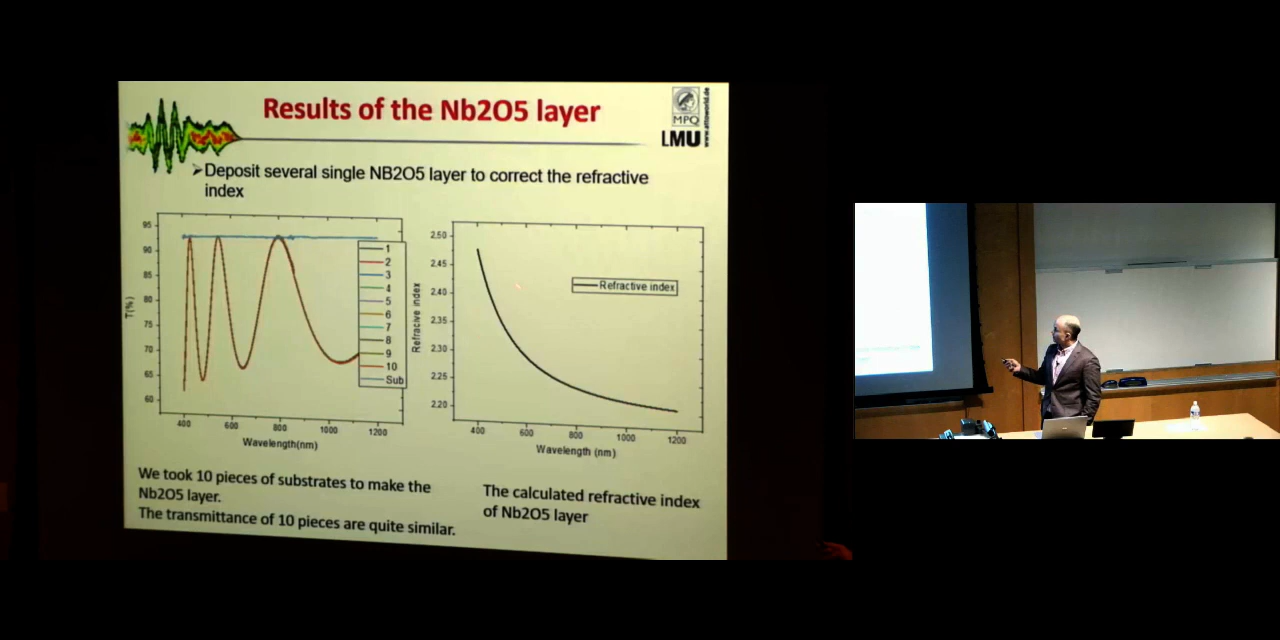 Results of the Nb2O5 layer
MPQ
LMU
www.attoworld.de
➤Deposit several single NB2O5 layer to correct the refractive
index
95
90
85
80
75
70
65
60
T(%)
400
600
800
1000
1200
Wavelength(nm)
1
2
3
4
5
6
7
8
9
10
Sub
2.50
2.45
2.40
2.35
2.30
2.25
2.20
Refracive index
Refractive index
400
600
800
1000
1200
Wavelength (nm)
We took 10 pieces of substrates to make the
Nb2O5 layer.
The transmittance of 10 pieces are quite similar.
The calculated refractive index
of Nb2O5 layer